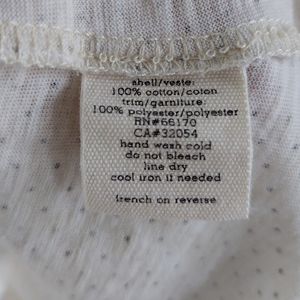 shell/veste:
100% cotton/coton
trim/garniture:
100% polyester/polyester
RN#66170
CA#32054
hand wash cold
do not bleach
line dry
cool iron if needed
french on reverse